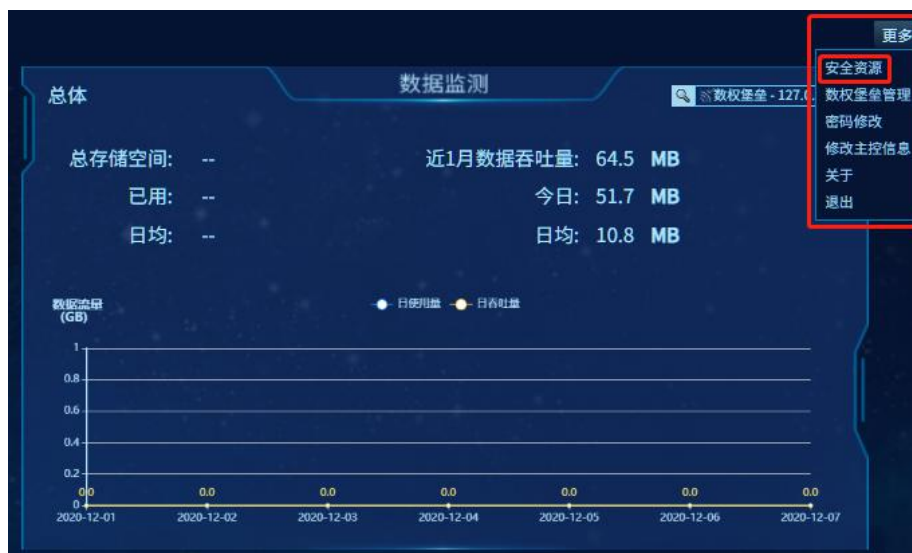 更多
安全资源
数权堡垒管理
密码修改
修改主控信息
关于
退出
数据监测
总体
数权堡垒 - 127.0.
总存储空间: --
近1月数据吞吐量: 64.5 MB
已用: --
今日: 51.7 MB
日均: --
日均: 10.8 MB
数据流量
(GB)
日使用量 日吞吐量
1
0.8
0.6
0.4
0.2
0
0.0 0.0 0.0 0.0 0.0 0.0 0.0
2020-12-01 2020-12-02 2020-12-03 2020-12-04 2020-12-05 2020-12-06 2020-12-07